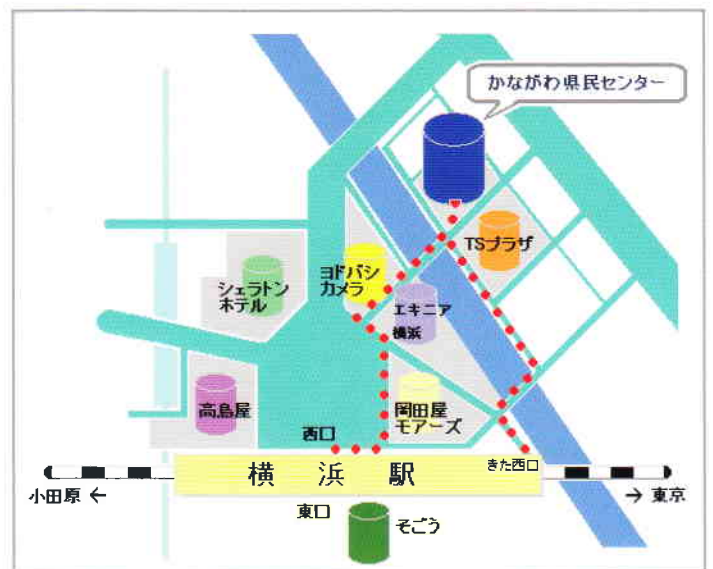 かながわ県民センター
TSプラザ
ヨドバシ
カメラ
シェラトン
ホテル
エキニア
横浜
高島屋
岡田屋
モアーズ
西口
きた西口
横浜駅
小田原 ←
→ 東京
東口
そごう